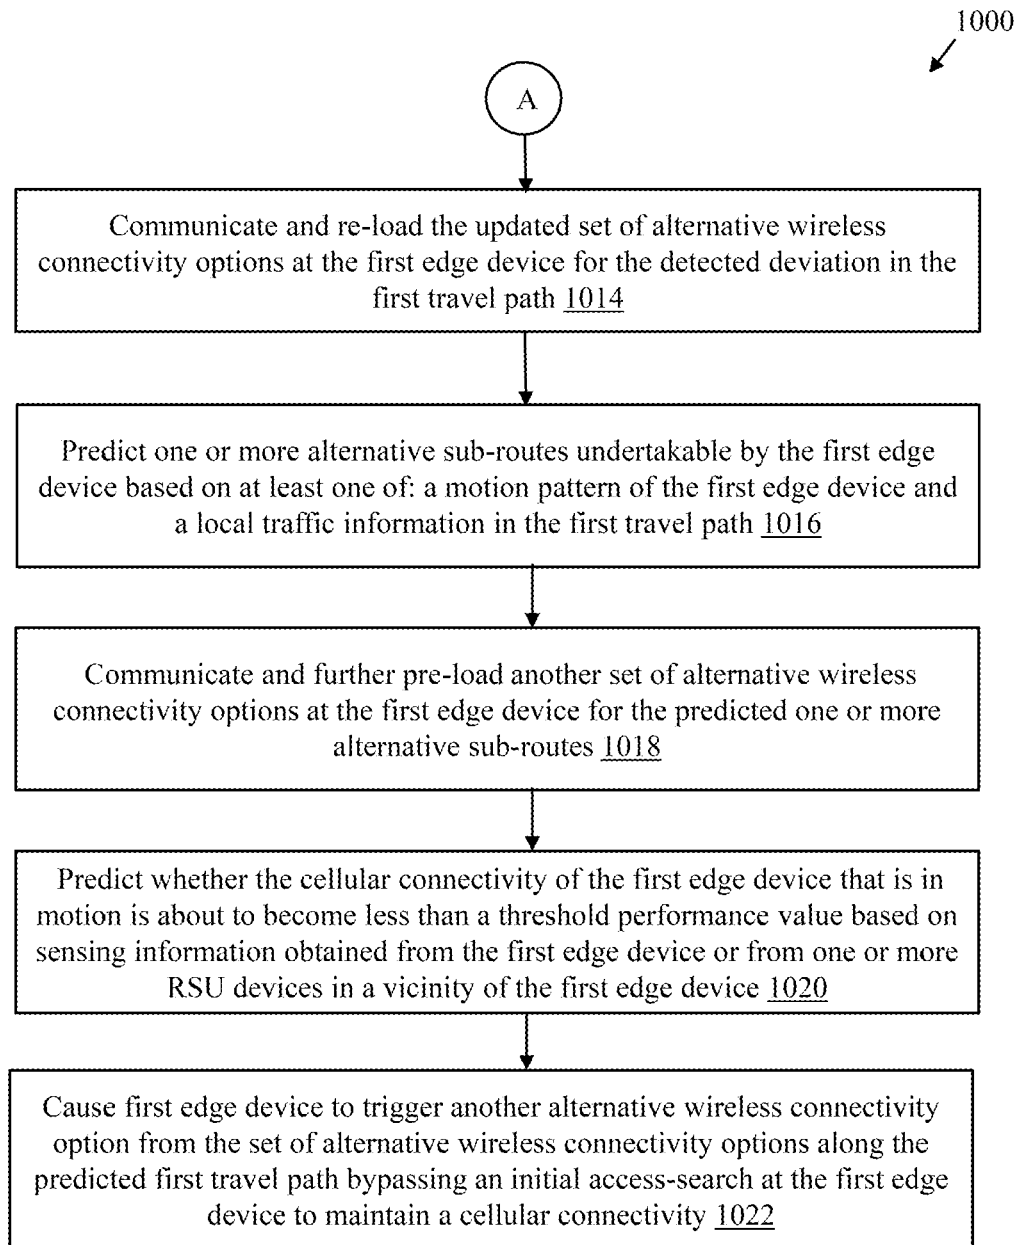 1000
A
Communicate and re-load the updated set of alternative wireless
connectivity options at the first edge device for the detected deviation in the
first travel path 1014
Predict one or more alternative sub-routes undertakable by the first edge
device based on at least one of: a motion pattern of the first edge device and
a local traffic information in the first travel path 1016
Communicate and further pre-load another set of alternative wireless
connectivity options at the first edge device for the predicted one or more
alternative sub-routes 1018
Predict whether the cellular connectivity of the first edge device that is in
motion is about to become less than a threshold performance value based on
sensing information obtained from the first edge device or from one or more
RSU devices in a vicinity of the first edge device 1020
Cause first edge device to trigger another alternative wireless connectivity
option from the set of alternative wireless connectivity options along the
predicted first travel path bypassing an initial access-search at the first edge
device to maintain a cellular connectivity 1022